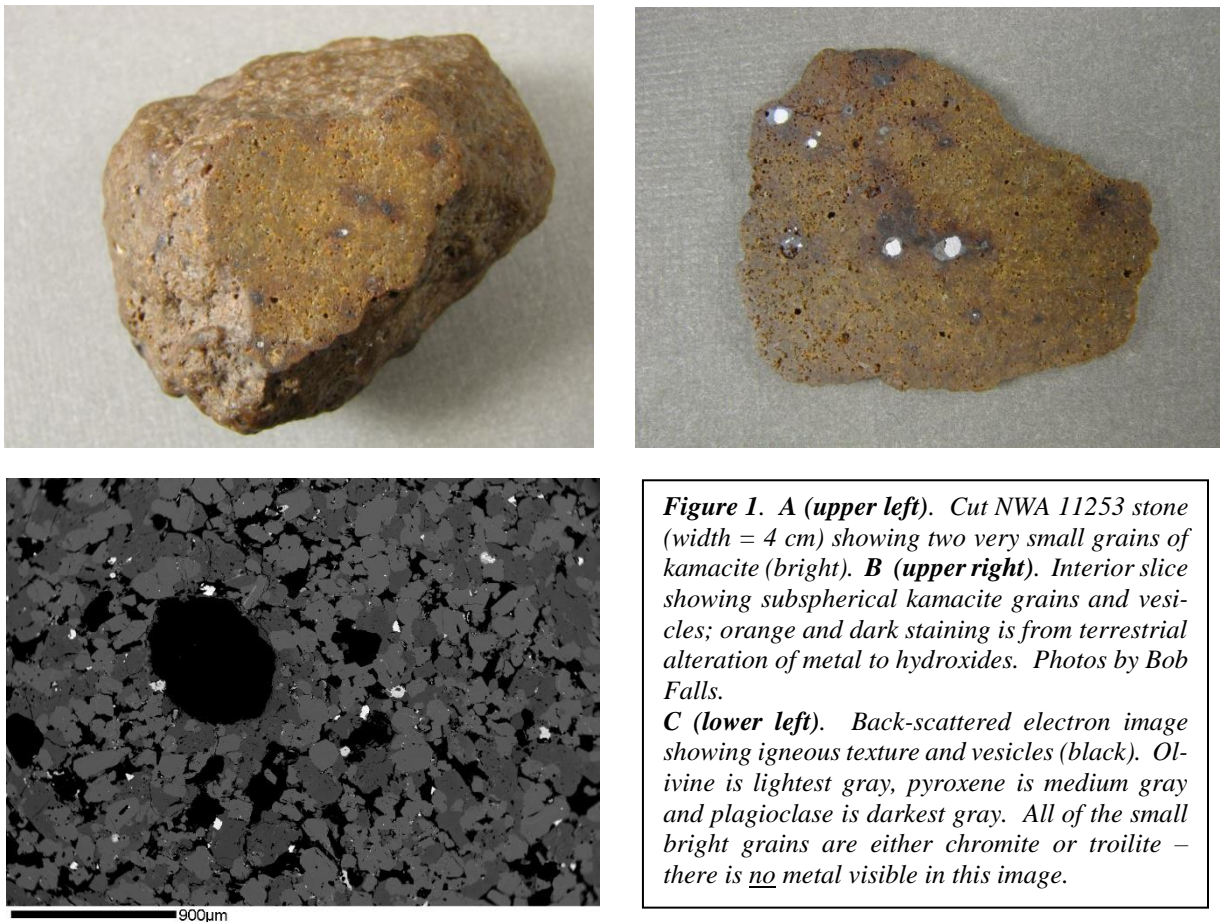 900µm
Figure 1. A (upper left). Cut NWA 11253 stone
(width = 4 cm) showing two very small grains of
kamacite (bright). B (upper right). Interior slice
showing subspherical kamacite grains and vesi-
cles; orange and dark staining is from terrestrial
alteration of metal to hydroxides. Photos by Bob
Falls.
C (lower left). Back-scattered electron image
showing igneous texture and vesicles (black). Ol-
ivine is lightest gray, pyroxene is medium gray
and plagioclase is darkest gray. All of the small
bright grains are either chromite or troilite –
there is no metal visible in this image.